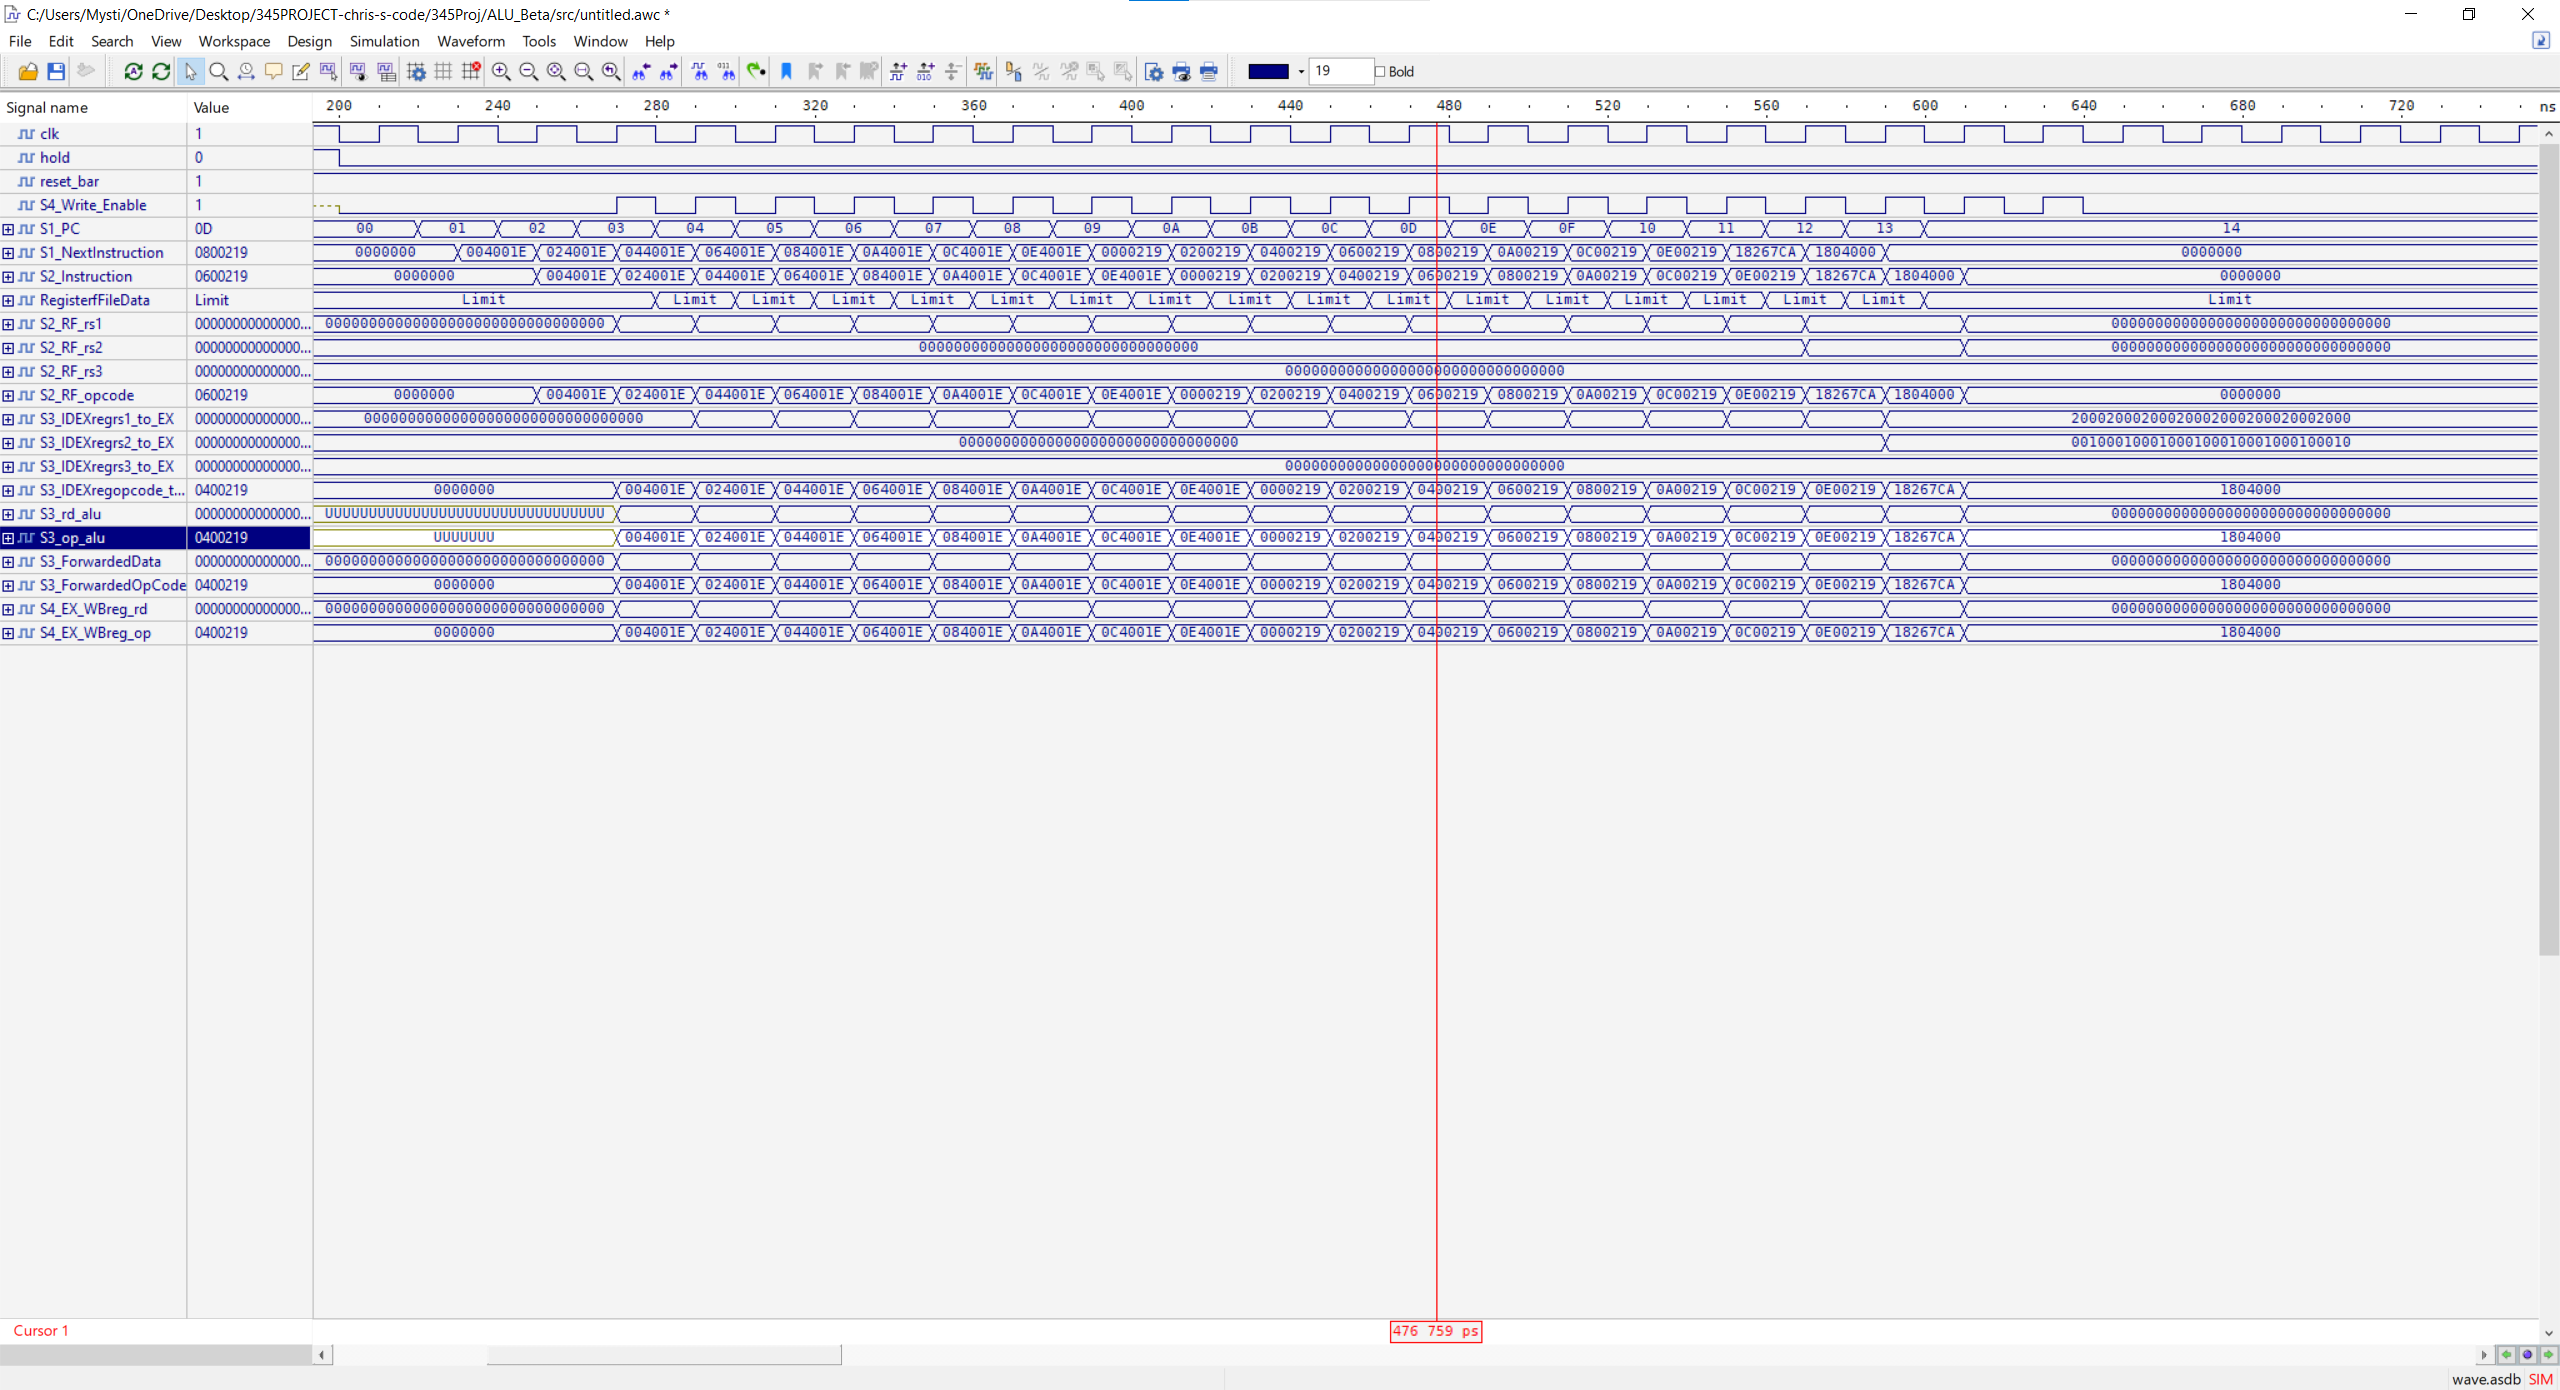 C:/Users/Mysti/OneDrive/Desktop/345PROJECT-chris-s-code/345Proj/ALU_Beta/src/untitled.awc *
File Edit Search View Workspace Design Simulation Waveform Tools Window Help
19 Bold
Signal name Value 200 240 280 320 360 400 440 480 520 560 600 640 680 720 ns
clk 1
hold 0
reset_bar 1
S4_Write_Enable 1
S1_PC 0D 00 01 02 03 04 05 06 07 08 09 0A 0B 0C 0D 0E 0F 10 11 12 13 14
S1_NextInstruction 0800219 0000000 004001E 024001E 044001E 064001E 084001E 0A4001E 0C4001E 0E4001E 0000219 0200219 0400219 0600219 0800219 0A00219 0C00219 0E00219 18267CA 1804000 0000000
S2_Instruction 0600219 0000000 004001E 024001E 044001E 064001E 084001E 0A4001E 0C4001E 0E4001E 0000219 0200219 0400219 0600219 0800219 0A00219 0C00219 0E00219 18267CA 1804000 0000000
RegisterfFileData Limit Limit Limit Limit Limit Limit Limit Limit Limit Limit Limit Limit Limit Limit Limit Limit Limit Limit Limit
S2_RF_rs1 00000000000000... 00000000000000000000000000000000 00000000000000000000000000000000
S2_RF_rs2 00000000000000... 00000000000000000000000000000000 00000000000000000000000000000000
S2_RF_rs3 00000000000000... 00000000000000000000000000000000
S2_RF_opcode 0600219 0000000 004001E 024001E 044001E 064001E 084001E 0A4001E 0C4001E 0E4001E 0000219 0200219 0400219 0600219 0800219 0A00219 0C00219 0E00219 18267CA 1804000 0000000
S3_IDEXregrs1_to_EX 00000000000000... 00000000000000000000000000000000 20002000200020002000200020002000
S3_IDEXregrs2_to_EX 00000000000000... 00000000000000000000000000000000 00100010001000100010001000100010
S3_IDEXregrs3_to_EX 00000000000000... 00000000000000000000000000000000
S3_IDEXregopcode_t... 0400219 0000000 004001E 024001E 044001E 064001E 084001E 0A4001E 0C4001E 0E4001E 0000219 0200219 0400219 0600219 0800219 0A00219 0C00219 0E00219 18267CA 1804000
S3_rd_alu 00000000000000... UUUUUUUUUUUUUUUUUUUUUUUUUUUUUUUU 00000000000000000000000000000000
S3_op_alu 0400219 UUUUUUU 004001E 024001E 044001E 064001E 084001E 0A4001E 0C4001E 0E4001E 0000219 0200219 0400219 0600219 0800219 0A00219 0C00219 0E00219 18267CA 1804000
S3_ForwardedData 00000000000000... 00000000000000000000000000000000 00000000000000000000000000000000
S3_ForwardedOpCode 0400219 0000000 004001E 024001E 044001E 064001E 084001E 0A4001E 0C4001E 0E4001E 0000219 0200219 0400219 0600219 0800219 0A00219 0C00219 0E00219 18267CA 1804000
S4_EX_WBreg_rd 00000000000000... 00000000000000000000000000000000 00000000000000000000000000000000
S4_EX_WBreg_op 0400219 0000000 004001E 024001E 044001E 064001E 084001E 0A4001E 0C4001E 0E4001E 0000219 0200219 0400219 0600219 0800219 0A00219 0C00219 0E00219 18267CA 1804000
Cursor 1 476 759 ps
wave.asdb SIM